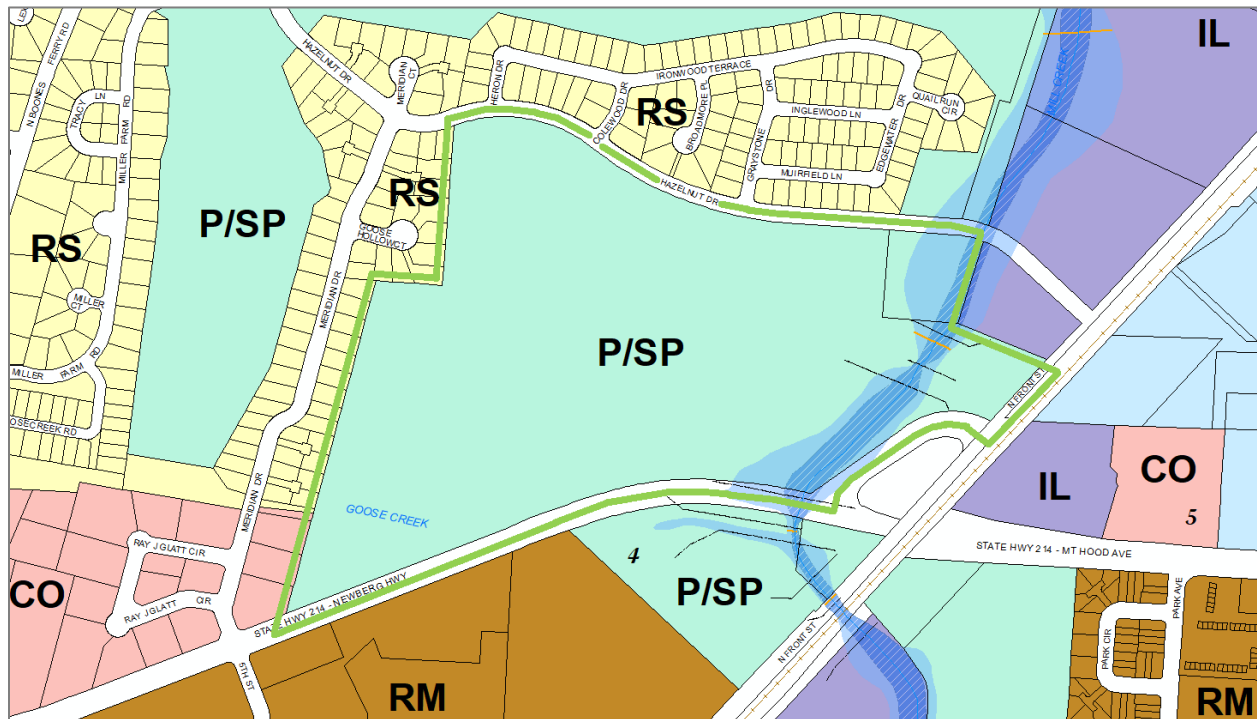 LEX
N BOONES FERRY RD
TRACY LN
MILLER FARM RD
HAZELNUT DR
MERIDIAN CT
HERON DR
COLEWOOD DR
IRONWOOD TERRACE
BROADMORE PL
RS
GRAYSTONE DR
INGLEWOOD LN
MUIRFIELD LN
EDGEWATER DR
QUAIL RUN CIR
CREEK
IL
RS
P/SP
RS
GOOSE HOLLOW CT
MERIDIAN DR
HAZELNUT DR
MILLER CT
MILLER FARM RD
OSECREEK RD
P/SP
N FRONT ST
IL
CO
5
MERIDIAN DR
GOOSE CREEK
RAY J GLATT CIR
RAY J GLATT CIR
CO
STATE HWY 214 - NEWBERG HWY
4
P/SP
STATE HWY 214 - MT HOOD AVE
N FRONT ST
5TH ST
RM
PARK CIR
PARK AVE
RM